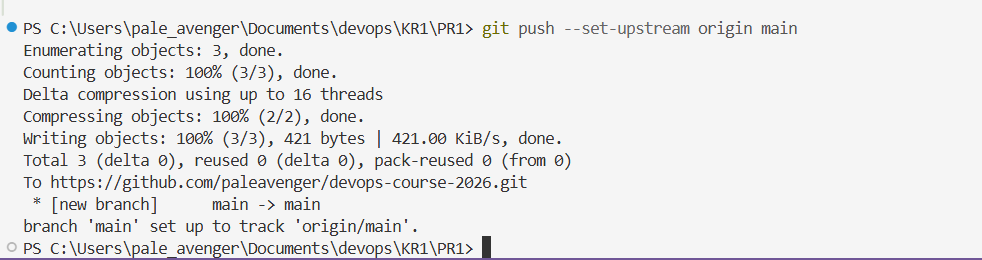 PS C:\Users\pale_avenger\Documents\devops\KR1\PR1> git push --set-upstream origin main
Enumerating objects: 3, done.
Counting objects: 100% (3/3), done.
Delta compression using up to 16 threads
Compressing objects: 100% (2/2), done.
Writing objects: 100% (3/3), 421 bytes | 421.00 KiB/s, done.
Total 3 (delta 0), reused 0 (delta 0), pack-reused 0 (from 0)
To https://github.com/paleavenger/devops-course-2026.git
 * [new branch]      main -> main
branch 'main' set up to track 'origin/main'.
PS C:\Users\pale_avenger\Documents\devops\KR1\PR1>